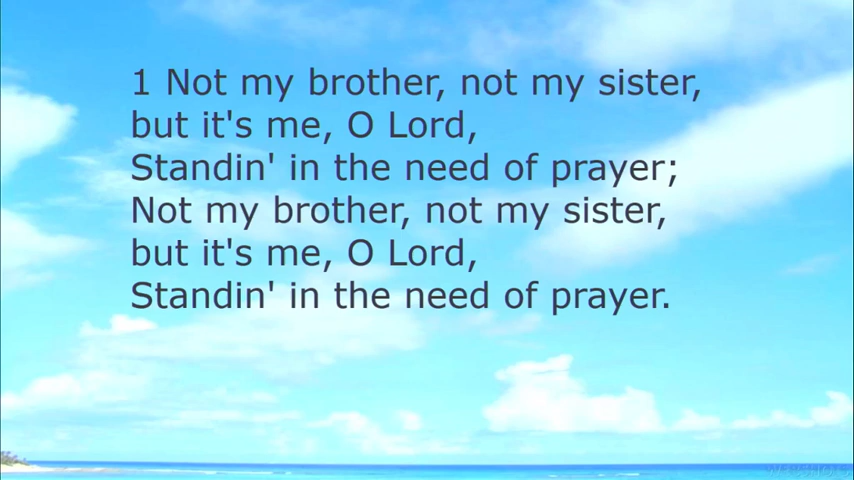 1 Not my brother, not my sister,
but it's me, O Lord,
Standin' in the need of prayer;
Not my brother, not my sister,
but it's me, O Lord,
Standin' in the need of prayer.